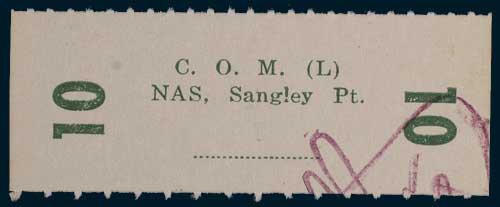 10
C. O. M. (L)
NAS, Sangley Pt.
10